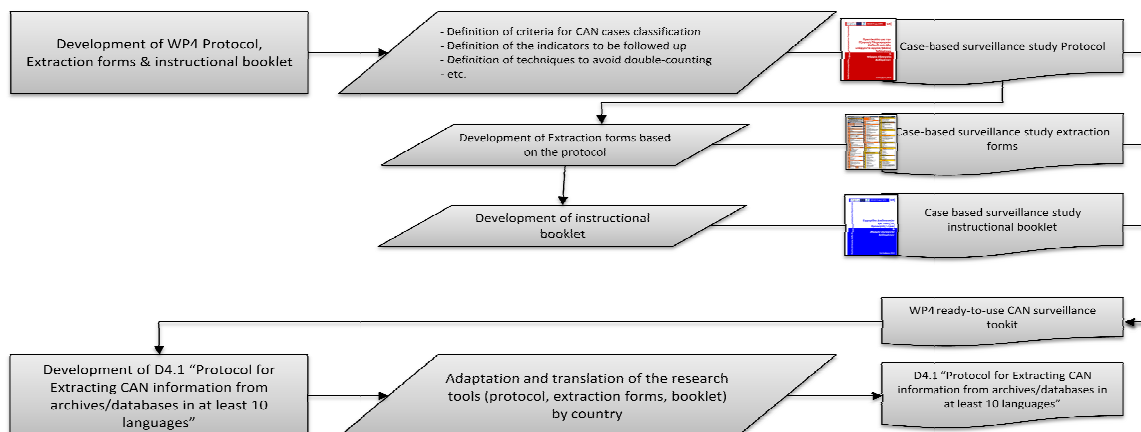 Development of WP4 Protocol,
Extraction forms & instructional booklet
- Definition of criteria for CAN cases classification
- Definition of the indicators to be followed up
- Definition of techniques to avoid double-counting
- etc.
Case-based surveillance study Protocol
Development of Extraction forms based
on the protocol
Case-based surveillance study extraction
forms
Development of instructional
booklet
Case based surveillance study
instructional booklet
WP4 ready-to-use CAN surveillance
tookit
Development of D4.1 “Protocol for
Extracting CAN information from
archives/databases in at least 10
languages”
Adaptation and translation of the research
tools (protocol, extraction forms, booklet)
by country
D4.1 “Protocol for Extracting CAN
information from archives/databases in
at least 10 languages”